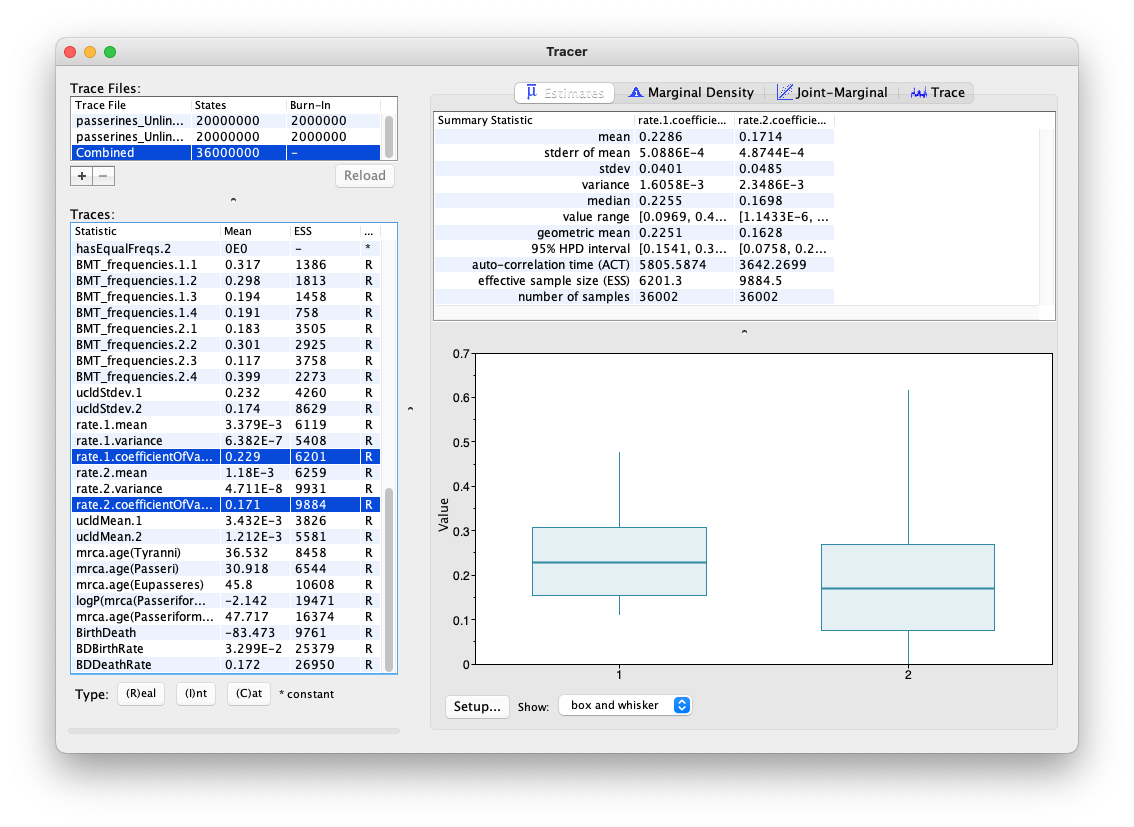 Tracer
Trace Files:
Trace File States Burn-In
passerines_Unlin... 20000000 2000000
passerines_Unlin... 20000000 2000000
Combined 36000000 -
+ - Reload
Traces:
Statistic Mean ESS ...
hasEqualFreqs.2 0E0 - *
BMT_frequencies.1.1 0.317 1386 R
BMT_frequencies.1.2 0.298 1813 R
BMT_frequencies.1.3 0.194 1458 R
BMT_frequencies.1.4 0.191 758 R
BMT_frequencies.2.1 0.183 3505 R
BMT_frequencies.2.2 0.301 2925 R
BMT_frequencies.2.3 0.117 3758 R
BMT_frequencies.2.4 0.399 2273 R
ucldStdev.1 0.232 4260 R
ucldStdev.2 0.174 8629 R
rate.1.mean 3.379E-3 6119 R
rate.1.variance 6.382E-7 5408 R
rate.1.coefficientOfVa... 0.229 6201 R
rate.2.mean 1.18E-3 6259 R
rate.2.variance 4.711E-8 9931 R
rate.2.coefficientOfVa... 0.171 9884 R
ucldMean.1 3.432E-3 3826 R
ucldMean.2 1.212E-3 5581 R
mrca.age(Tyranni) 36.532 8458 R
mrca.age(Passeri) 30.918 6544 R
mrca.age(Eupasseres) 45.8 10608 R
logP(mrca(Passerifor... -2.142 19471 R
mrca.age(Passeriform... 47.717 16374 R
BirthDeath -83.473 9761 R
BDBirthRate 3.299E-2 25379 R
BDDeathRate 0.172 26950 R
Type: (R)eal (I)nt (C)at * constant
μ Estimates Marginal Density Joint-Marginal Trace
Summary Statistic rate.1.coefficie... rate.2.coefficie...
mean 0.2286 0.1714
stderr of mean 5.0886E-4 4.8744E-4
stdev 0.0401 0.0485
variance 1.6058E-3 2.3486E-3
median 0.2255 0.1698
value range [0.0969, 0.4... [1.1433E-6, ...
geometric mean 0.2251 0.1628
95% HPD interval [0.1541, 0.3... [0.0758, 0.2...
auto-correlation time (ACT) 5805.5874 3642.2699
effective sample size (ESS) 6201.3 9884.5
number of samples 36002 36002
Value
0.7
0.6
0.5
0.4
0.3
0.2
0.1
0
1 2
Setup... Show: box and whisker